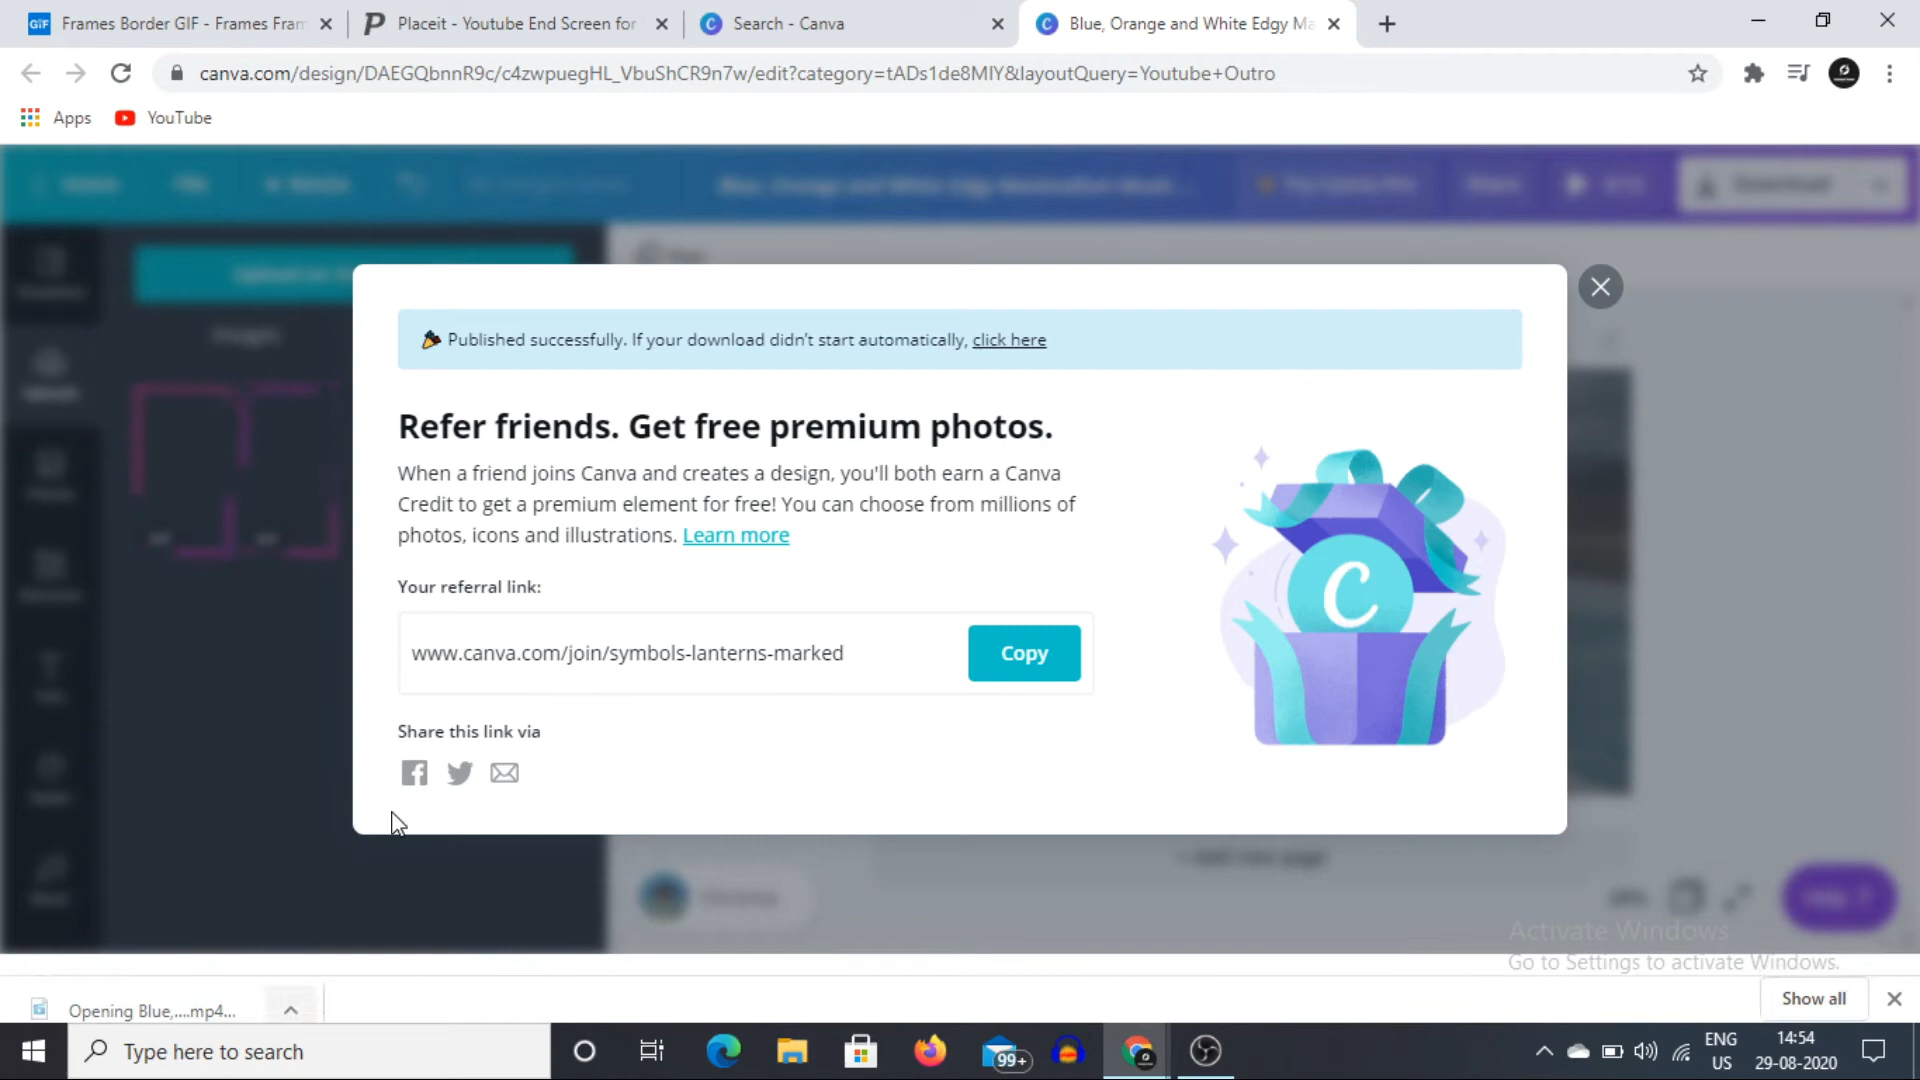 GIF Frames Border GIF - Frames Fram
Placeit - Youtube End Screen for
Search - Canva
Blue, Orange and White Edgy Ma
canva.com/design/DAEGQbnnR9c/c4zwpuegHL_VbuShCR9n7w/edit?category=tADs1de8MlY&layoutQuery=Youtube+Outro
Apps
YouTube
Published successfully. If your download didn't start automatically, click here
Refer friends. Get free premium photos.
When a friend joins Canva and creates a design, you'll both earn a Canva
Credit to get a premium element for free! You can choose from millions of
photos, icons and illustrations. Learn more
Your referral link:
www.canva.com/join/symbols-lanterns-marked
Copy
Share this link via
Activate Windows
Go to Settings to activate Windows.
Opening Blue,....mp4...
Show all
Type here to search
99+
ENG
US
14:54
29-08-2020